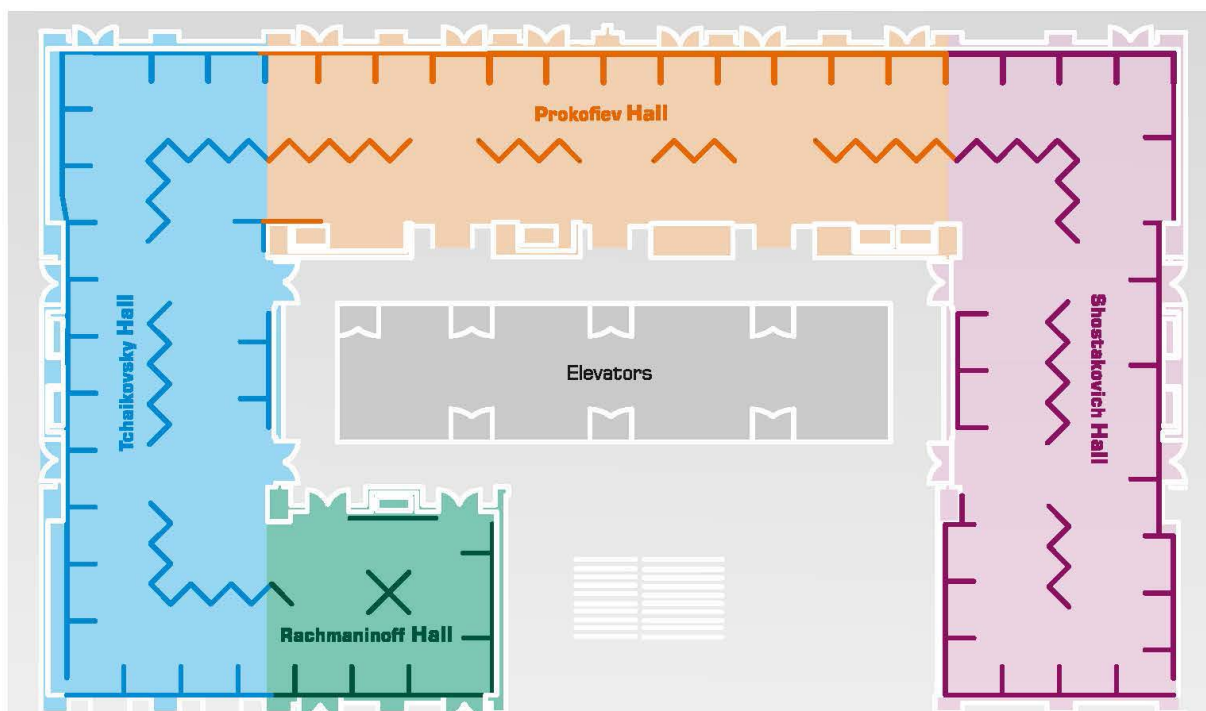 Prokofiev Hall
Tchaikovsky Hall
Elevators
Shostakovich Hall
Rachmaninoff Hall